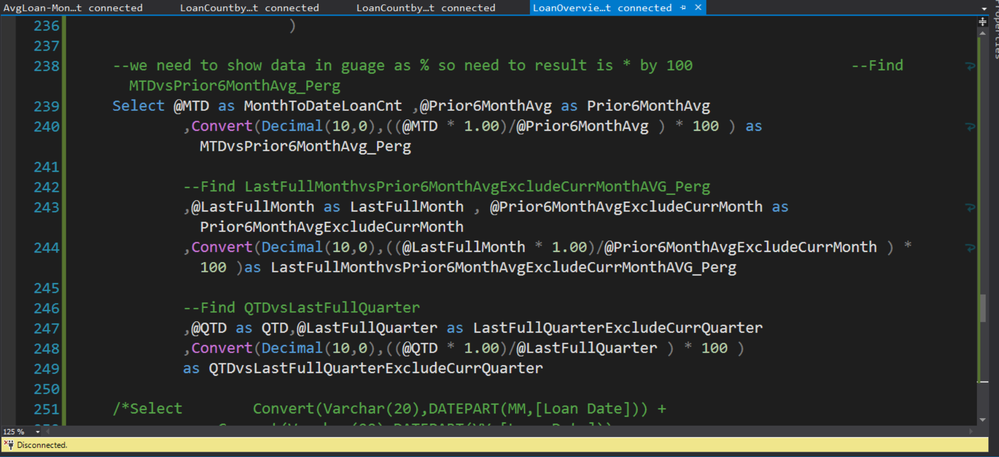 AvgLoan-Mon…t connected LoanCountby…t connected LoanCountby…t connected LoanOvervie…t connected
Properties
236 )
237
238 --we need to show data in guage as % so need to result is * by 100 --Find
MTDvsPrior6MonthAvg_Perg
239 Select @MTD as MonthToDateLoanCnt ,@Prior6MonthAvg as Prior6MonthAvg
240 ,Convert(Decimal(10,0),((@MTD * 1.00)/@Prior6MonthAvg ) * 100 ) as
MTDvsPrior6MonthAvg_Perg
241
242 --Find LastFullMonthvsPrior6MonthAvgExcludeCurrMonthAVG_Perg
243 ,@LastFullMonth as LastFullMonth , @Prior6MonthAvgExcludeCurrMonth as
Prior6MonthAvgExcludeCurrMonth
244 ,Convert(Decimal(10,0),((@LastFullMonth * 1.00)/@Prior6MonthAvgExcludeCurrMonth ) *
100 )as LastFullMonthvsPrior6MonthAvgExcludeCurrMonthAVG_Perg
245
246 --Find QTDvsLastFullQuarter
247 ,@QTD as QTD,@LastFullQuarter as LastFullQuarterExcludeCurrQuarter
248 ,Convert(Decimal(10,0),((@QTD * 1.00)/@LastFullQuarter ) * 100 )
249 as QTDvsLastFullQuarterExcludeCurrQuarter
250
251 /*Select Convert(Varchar(20),DATEPART(MM,[Loan Date])) +
125 %
Disconnected.